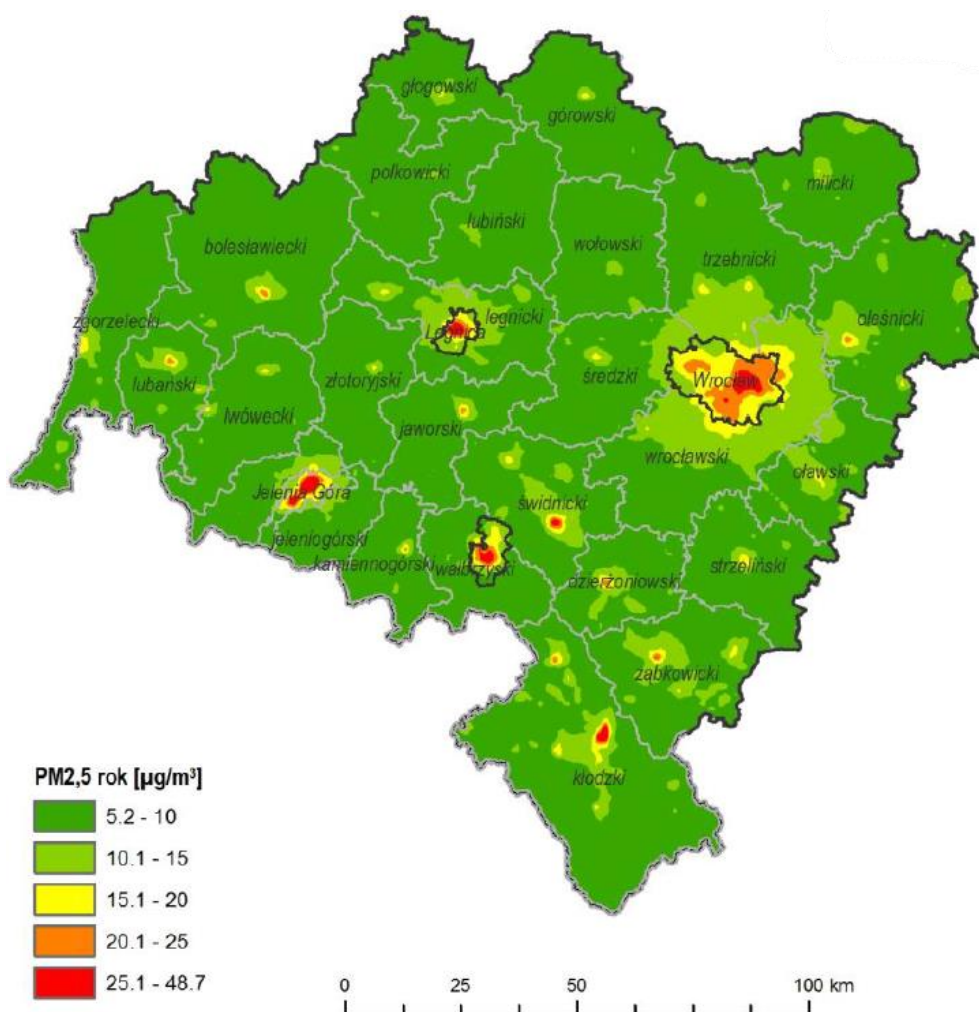 głogowski
górowski
polkowicki
milicki
lubiński
bolesławiecki
wołowski
trzebnicki
legnicki
oleśnicki
zgorzelecki
Legnica
średzki
Wrocław
lubański
złotoryjski
lwówecki
jaworski
wrocławski
oławski
Jelenia Góra
świdnicki
jeleniogórski
kamiennogórski
wałbrzyski
dzierżoniowski
strzeliński
ząbkowicki
kłodzki
PM2,5 rok [µg/m³]
5.2 - 10
10.1 - 15
15.1 - 20
20.1 - 25
25.1 - 48.7
0 25 50 100 km